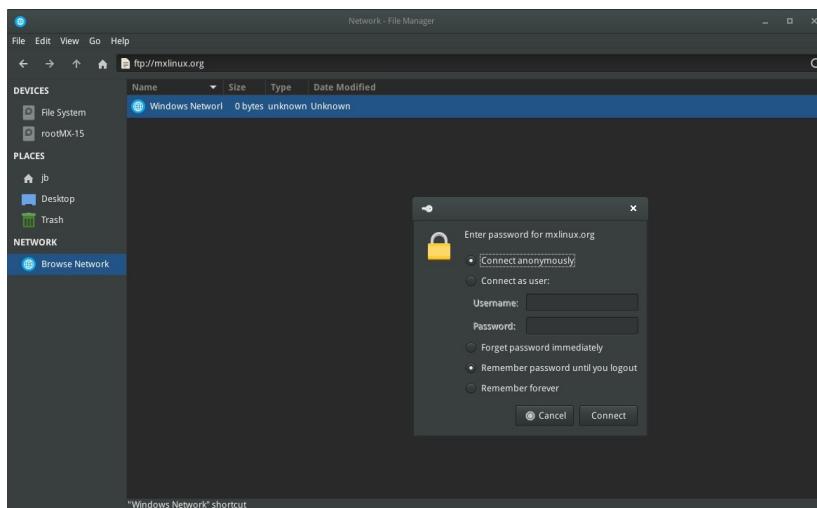 Network - File Manager
File Edit View Go Help
ftp://mxlinux.org
DEVICES
File System
rootMX-15
PLACES
jb
Desktop
Trash
NETWORK
Browse Network
Name Size Type Date Modified
Windows Networl 0 bytes unknown Unknown
Enter password for mxlinux.org
Connect anonymously
Connect as user:
Username:
Password:
Forget password immediately
Remember password until you logout
Remember forever
Cancel Connect
"Windows Network" shortcut